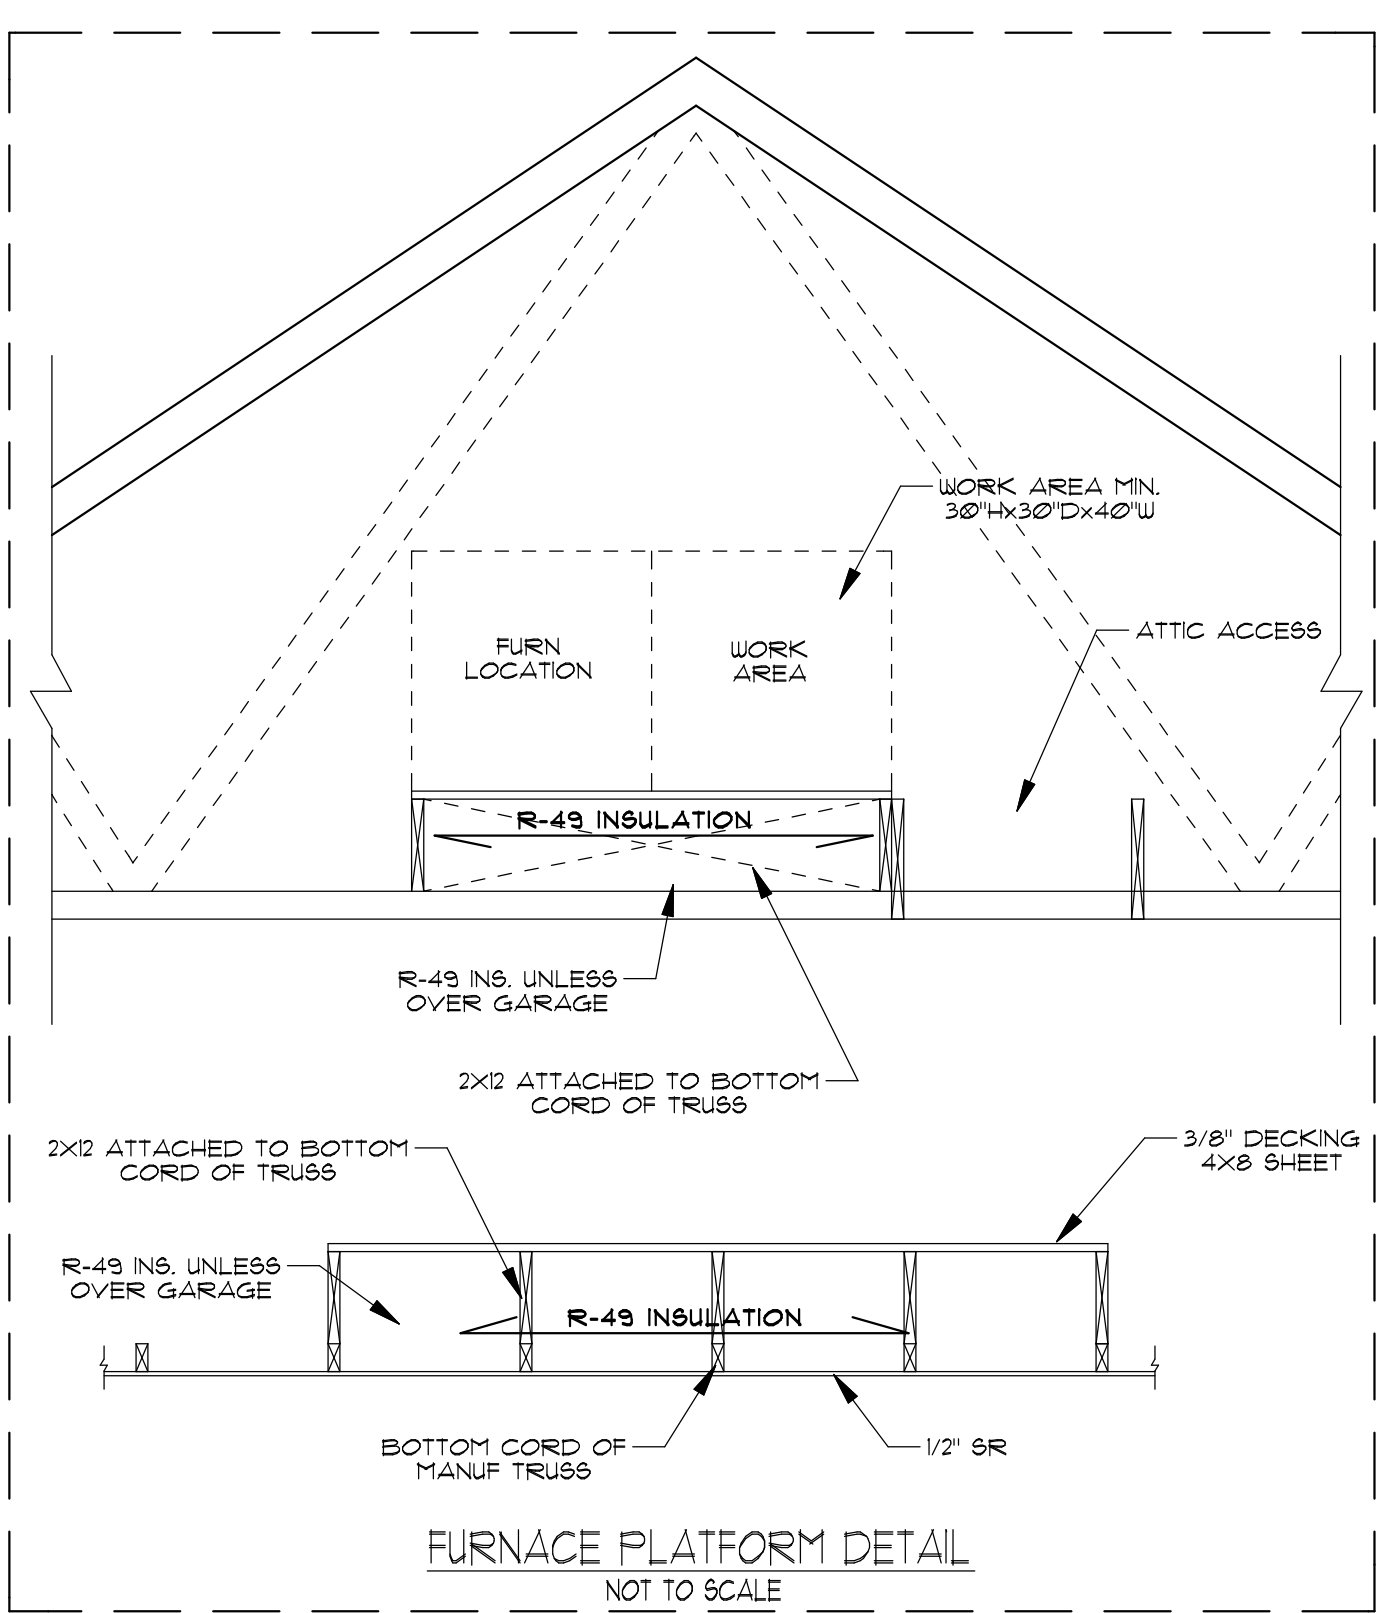 WORK AREA MIN.
30"Hx30"Dx40"W
ATTIC ACCESS
FURN
LOCATION
WORK
AREA
R-49 INSULATION
R-49 INS. UNLESS
OVER GARAGE
2X12 ATTACHED TO BOTTOM
CORD OF TRUSS
2X12 ATTACHED TO BOTTOM
CORD OF TRUSS
3/8" DECKING
4X8 SHEET
R-49 INS. UNLESS
OVER GARAGE
R-49 INSULATION
BOTTOM CORD OF
MANUF TRUSS
1/2" SR
FURNACE PLATFORM DETAIL
NOT TO SCALE